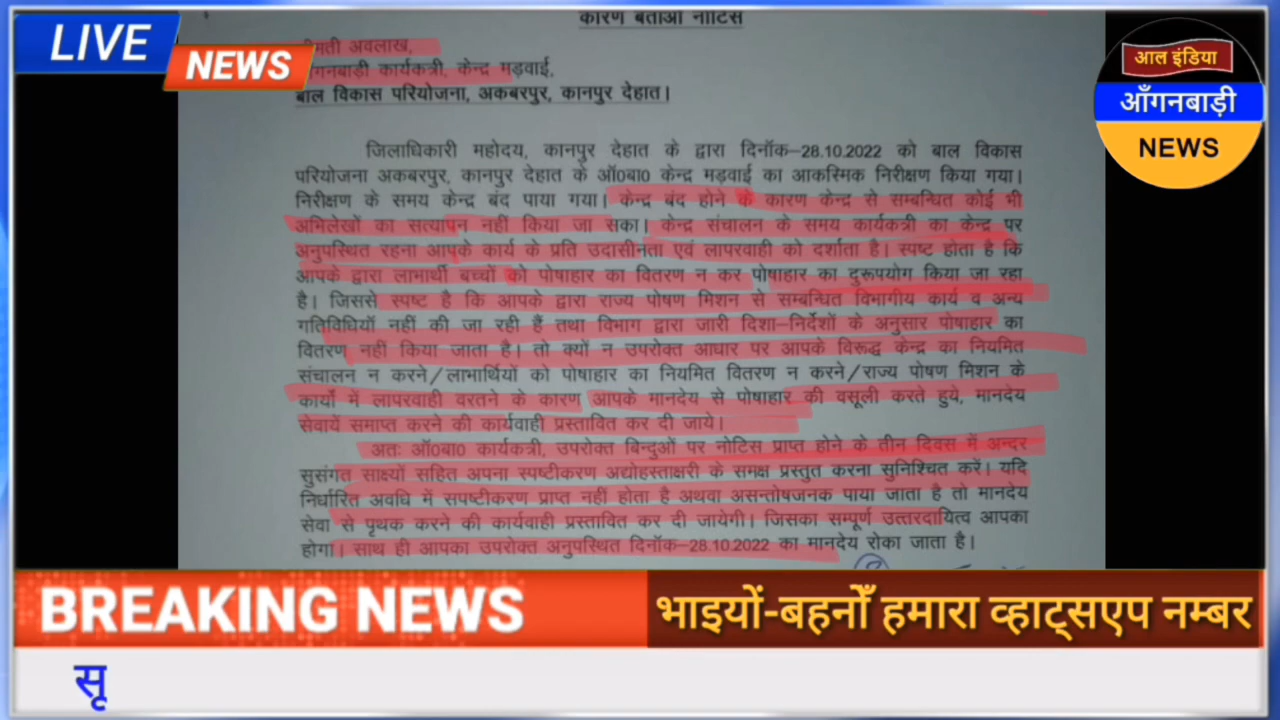 LIVE
NEWS
आल इंडिया
आँगनबाड़ी
NEWS
कारण बताओ नोटिस
श्रीमती अवलाख,
आँगनबाड़ी कार्यकत्री, केन्द्र मड़वाई,
बाल विकास परियोजना, अकबरपुर, कानपुर देहात।
जिलाधिकारी महोदय, कानपुर देहात के द्वारा दिनॉक–28.10.2022 को बाल विकास
परियोजना अकबरपुर, कानपुर देहात के ऑ0बा0 केन्द्र मड़वाई का आकस्मिक निरीक्षण किया गया।
निरीक्षण के समय केन्द्र बंद पाया गया। केन्द्र बंद होने के कारण केन्द्र से सम्बन्धित कोई भी
अभिलेखों का सत्यापन नहीं किया जा सका। केन्द्र संचालन के समय कार्यकत्री का केन्द्र पर
अनुपस्थित रहना आपके कार्य के प्रति उदासीनता एवं लापरवाही को दर्शाता है। स्पष्ट होता है कि
आपके द्वारा लाभार्थी बच्चों को पोषाहार का वितरण न कर पोषाहार का दुरूपयोग किया जा रहा
है। जिससे स्पष्ट है कि आपके द्वारा राज्य पोषण मिशन से सम्बन्धित विभागीय कार्य व अन्य
गतिविधियॉ नहीं की जा रही हैं तथा विभाग द्वारा जारी दिशा–निर्देशों के अनुसार पोषाहार का
वितरण नहीं किया जाता है। तो क्यों न उपरोक्त आधार पर आपके विरूद्ध केन्द्र का नियमित
संचालन न करने/लाभार्थियों को पोषाहार का नियमित वितरण न करने/राज्य पोषण मिशन के
कार्यों में लापरवाही बरतने के कारण आपके मानदेय से पोषाहार की वसूली करते हुये, मानदेय
सेवायें समाप्त करने की कार्यवाही प्रस्तावित कर दी जाये।
अतः ऑ0बा0 कार्यकत्री, उपरोक्त बिन्दुओं पर नोटिस प्राप्त होने के तीन दिवस में अन्दर
सुसंगत साक्ष्यों सहित अपना स्पष्टीकरण अद्योहस्ताक्षरी के समक्ष प्रस्तुत करना सुनिश्चित करें। यदि
निर्धारित अवधि में सपष्टीकरण प्राप्त नहीं होता है अथवा असन्तोषजनक पाया जाता है तो मानदेय
सेवा से पृथक करने की कार्यवाही प्रस्तावित कर दी जायेगी। जिसका सम्पूर्ण उत्तरदायित्व आपका
होगा। साथ ही आपका उपरोक्त अनुपस्थित दिनॉक–28.10.2022 का मानदेय रोका जाता है।
BREAKING NEWS
भाइयों-बहनोंँ हमारा व्हाट्सएप नम्बर
सू